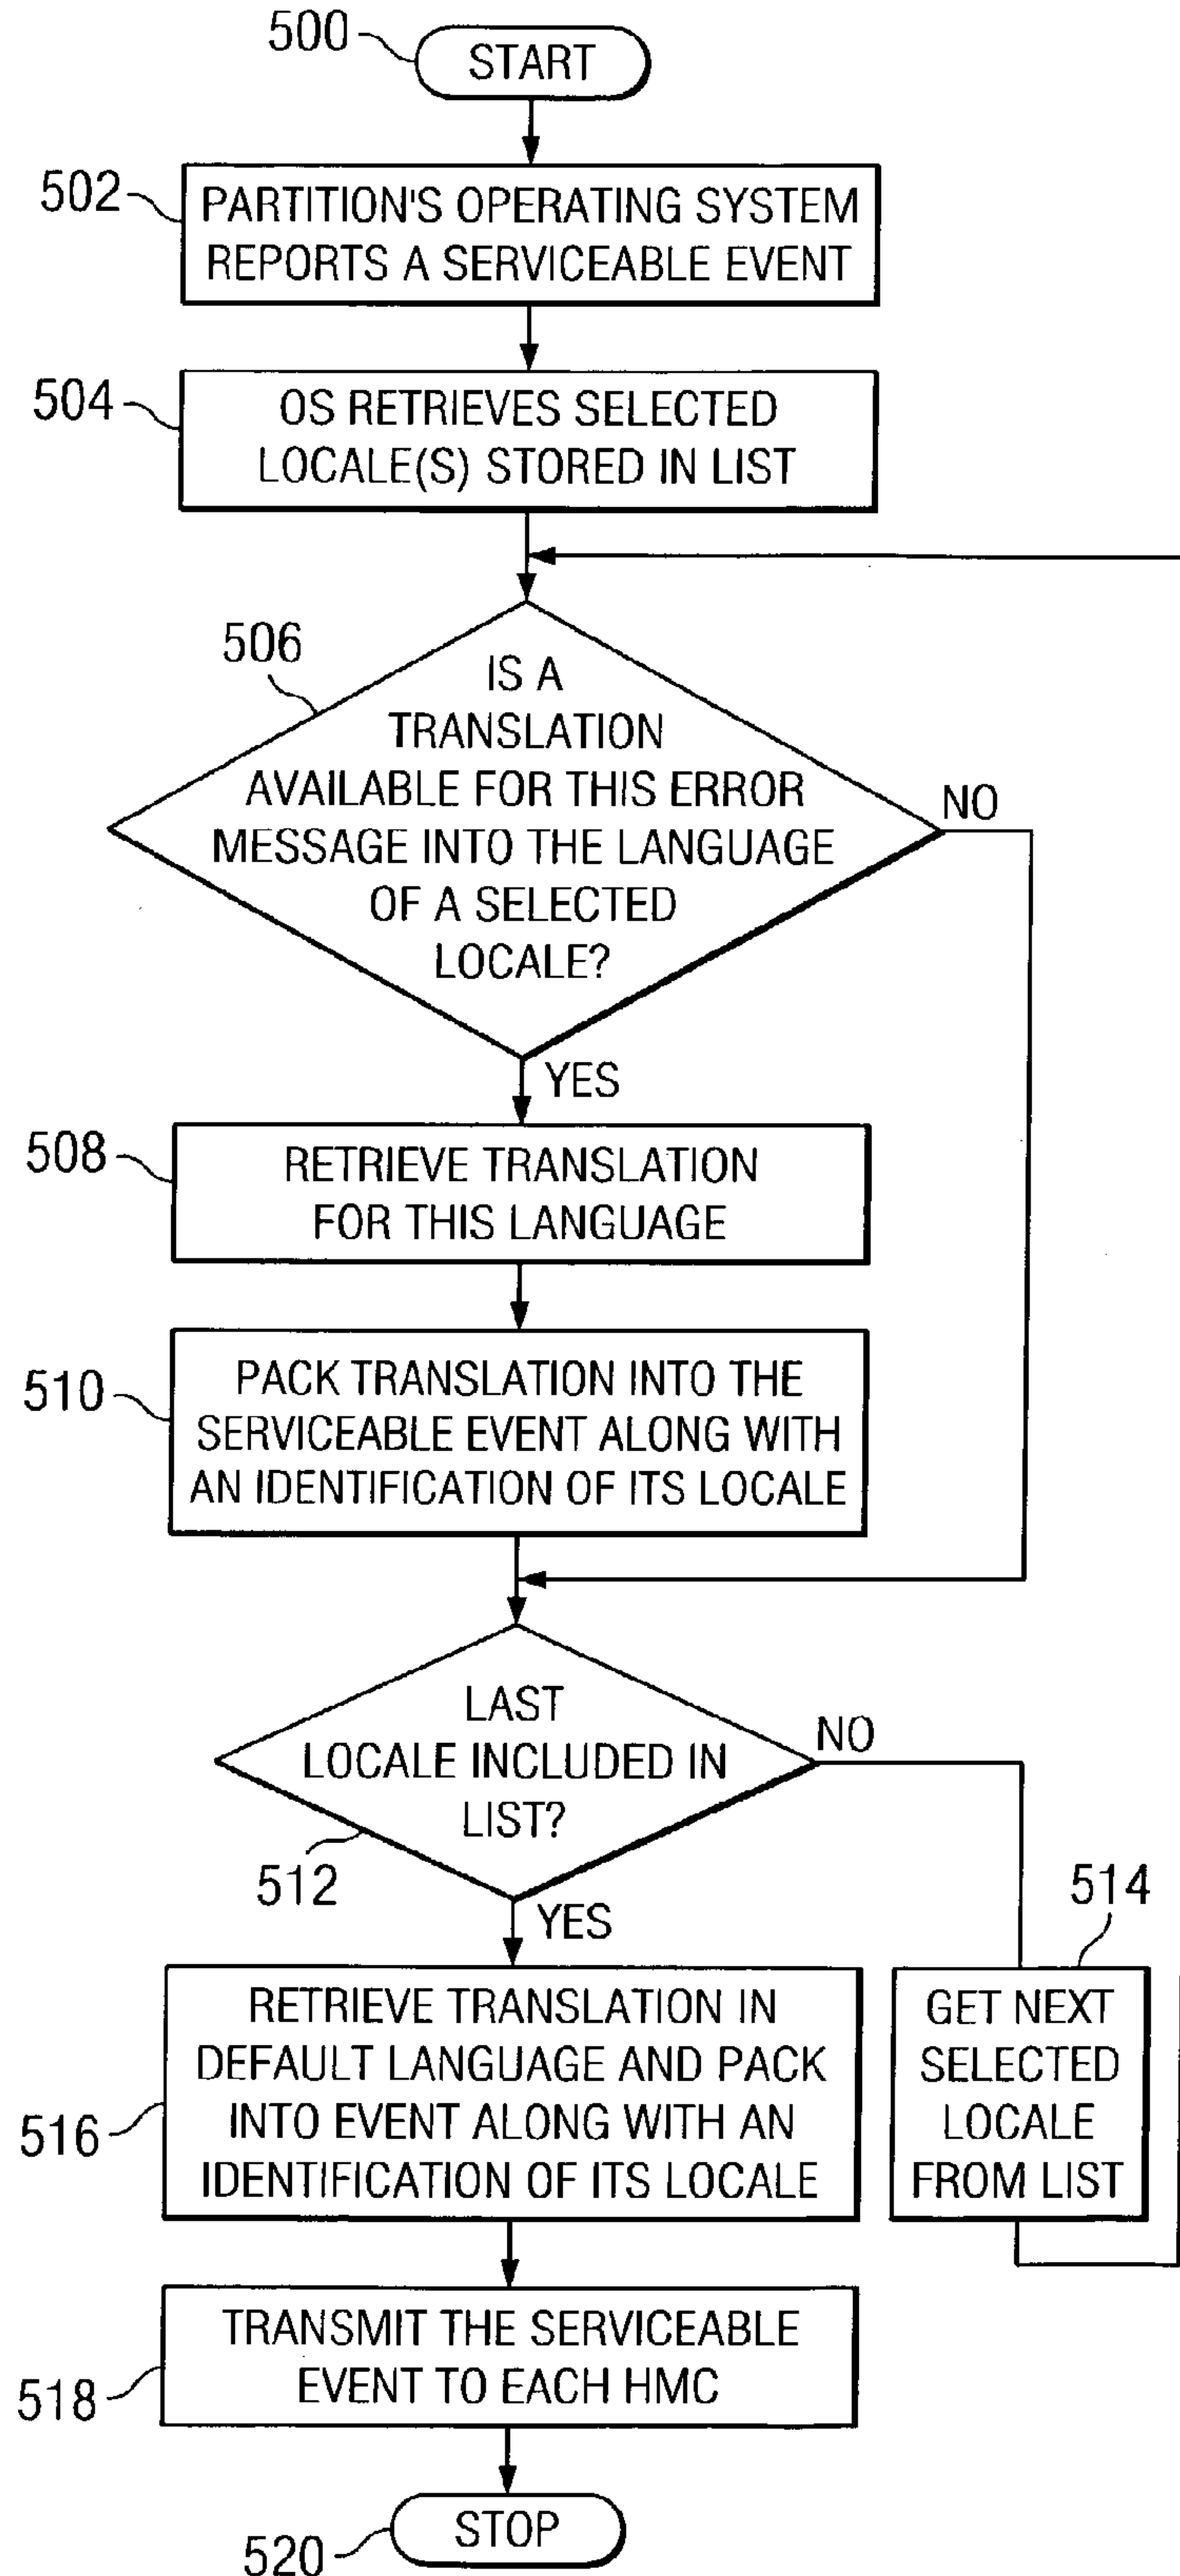 500
START
502
PARTITION'S OPERATING SYSTEM
REPORTS A SERVICEABLE EVENT
504
OS RETRIEVES SELECTED
LOCALE(S) STORED IN LIST
506
IS A
TRANSLATION
AVAILABLE FOR THIS ERROR
MESSAGE INTO THE LANGUAGE
OF A SELECTED
LOCALE?
NO
YES
508
RETRIEVE TRANSLATION
FOR THIS LANGUAGE
510
PACK TRANSLATION INTO THE
SERVICEABLE EVENT ALONG WITH
AN IDENTIFICATION OF ITS LOCALE
LAST
LOCALE INCLUDED IN
LIST?
NO
512
YES
514
GET NEXT
SELECTED
LOCALE
FROM LIST
516
RETRIEVE TRANSLATION IN
DEFAULT LANGUAGE AND PACK
INTO EVENT ALONG WITH AN
IDENTIFICATION OF ITS LOCALE
518
TRANSMIT THE SERVICEABLE
EVENT TO EACH HMC
520
STOP